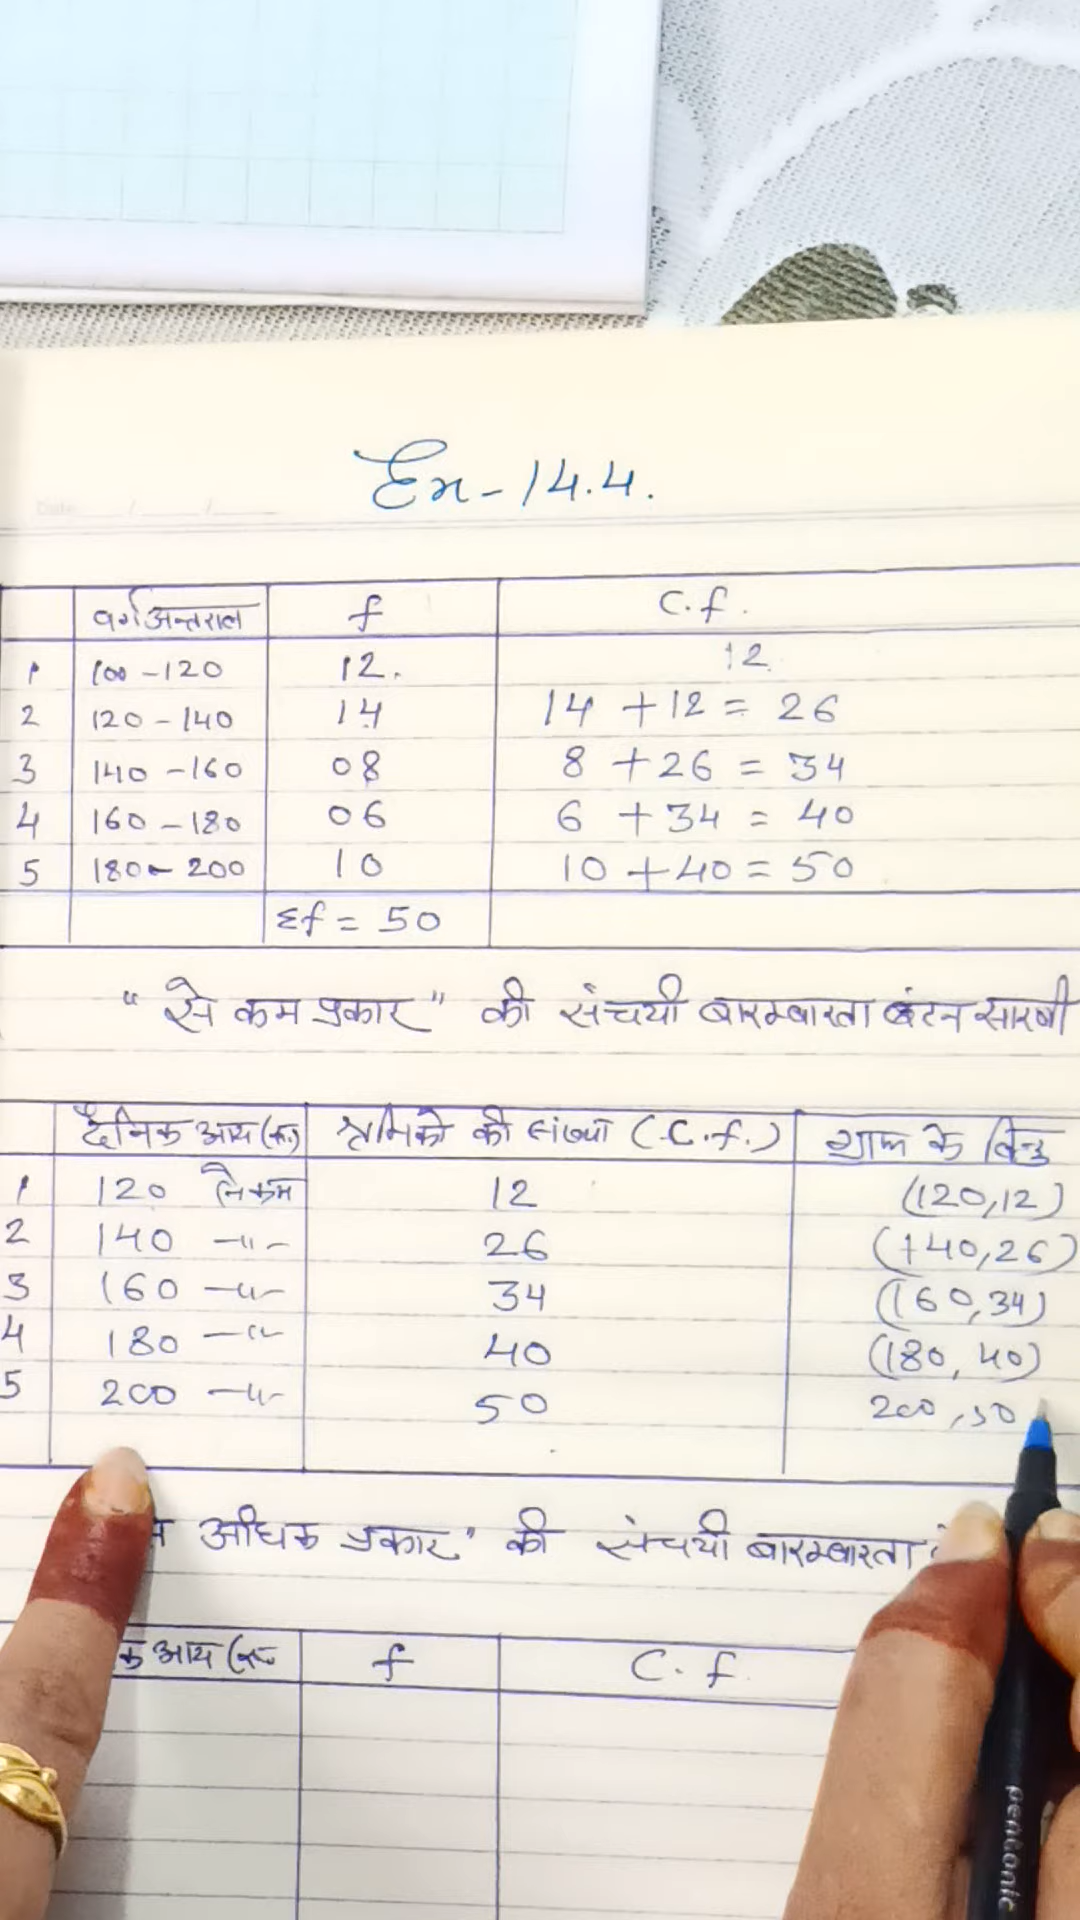 Date / /
Ex - 14.4.
वर्गअन्तराल f C.f.
1 100 - 120 12. 12
2 120 - 140 14 14 + 12 = 26
3 140 - 160 08 8 + 26 = 34
4 160 - 180 06 6 + 34 = 40
5 180 - 200 10 10 + 40 = 50
Σf = 50
" से कम प्रकार " की संचयी बारम्बारता बंटन सारणी
दैनिक आय (रू.) श्रमिको की संख्या (C.f.) ग्राफ के बिन्दु
1 120 से कम 12 (120,12)
2 140 -"- 26 (140,26)
3 160 -"- 34 (160,34)
4 180 -"- 40 (180, 40)
5 200 -"- 50 200,50
अधिक प्रकार" की संचयी बारम्बारता
क आय (रू f C.f.
pentonic